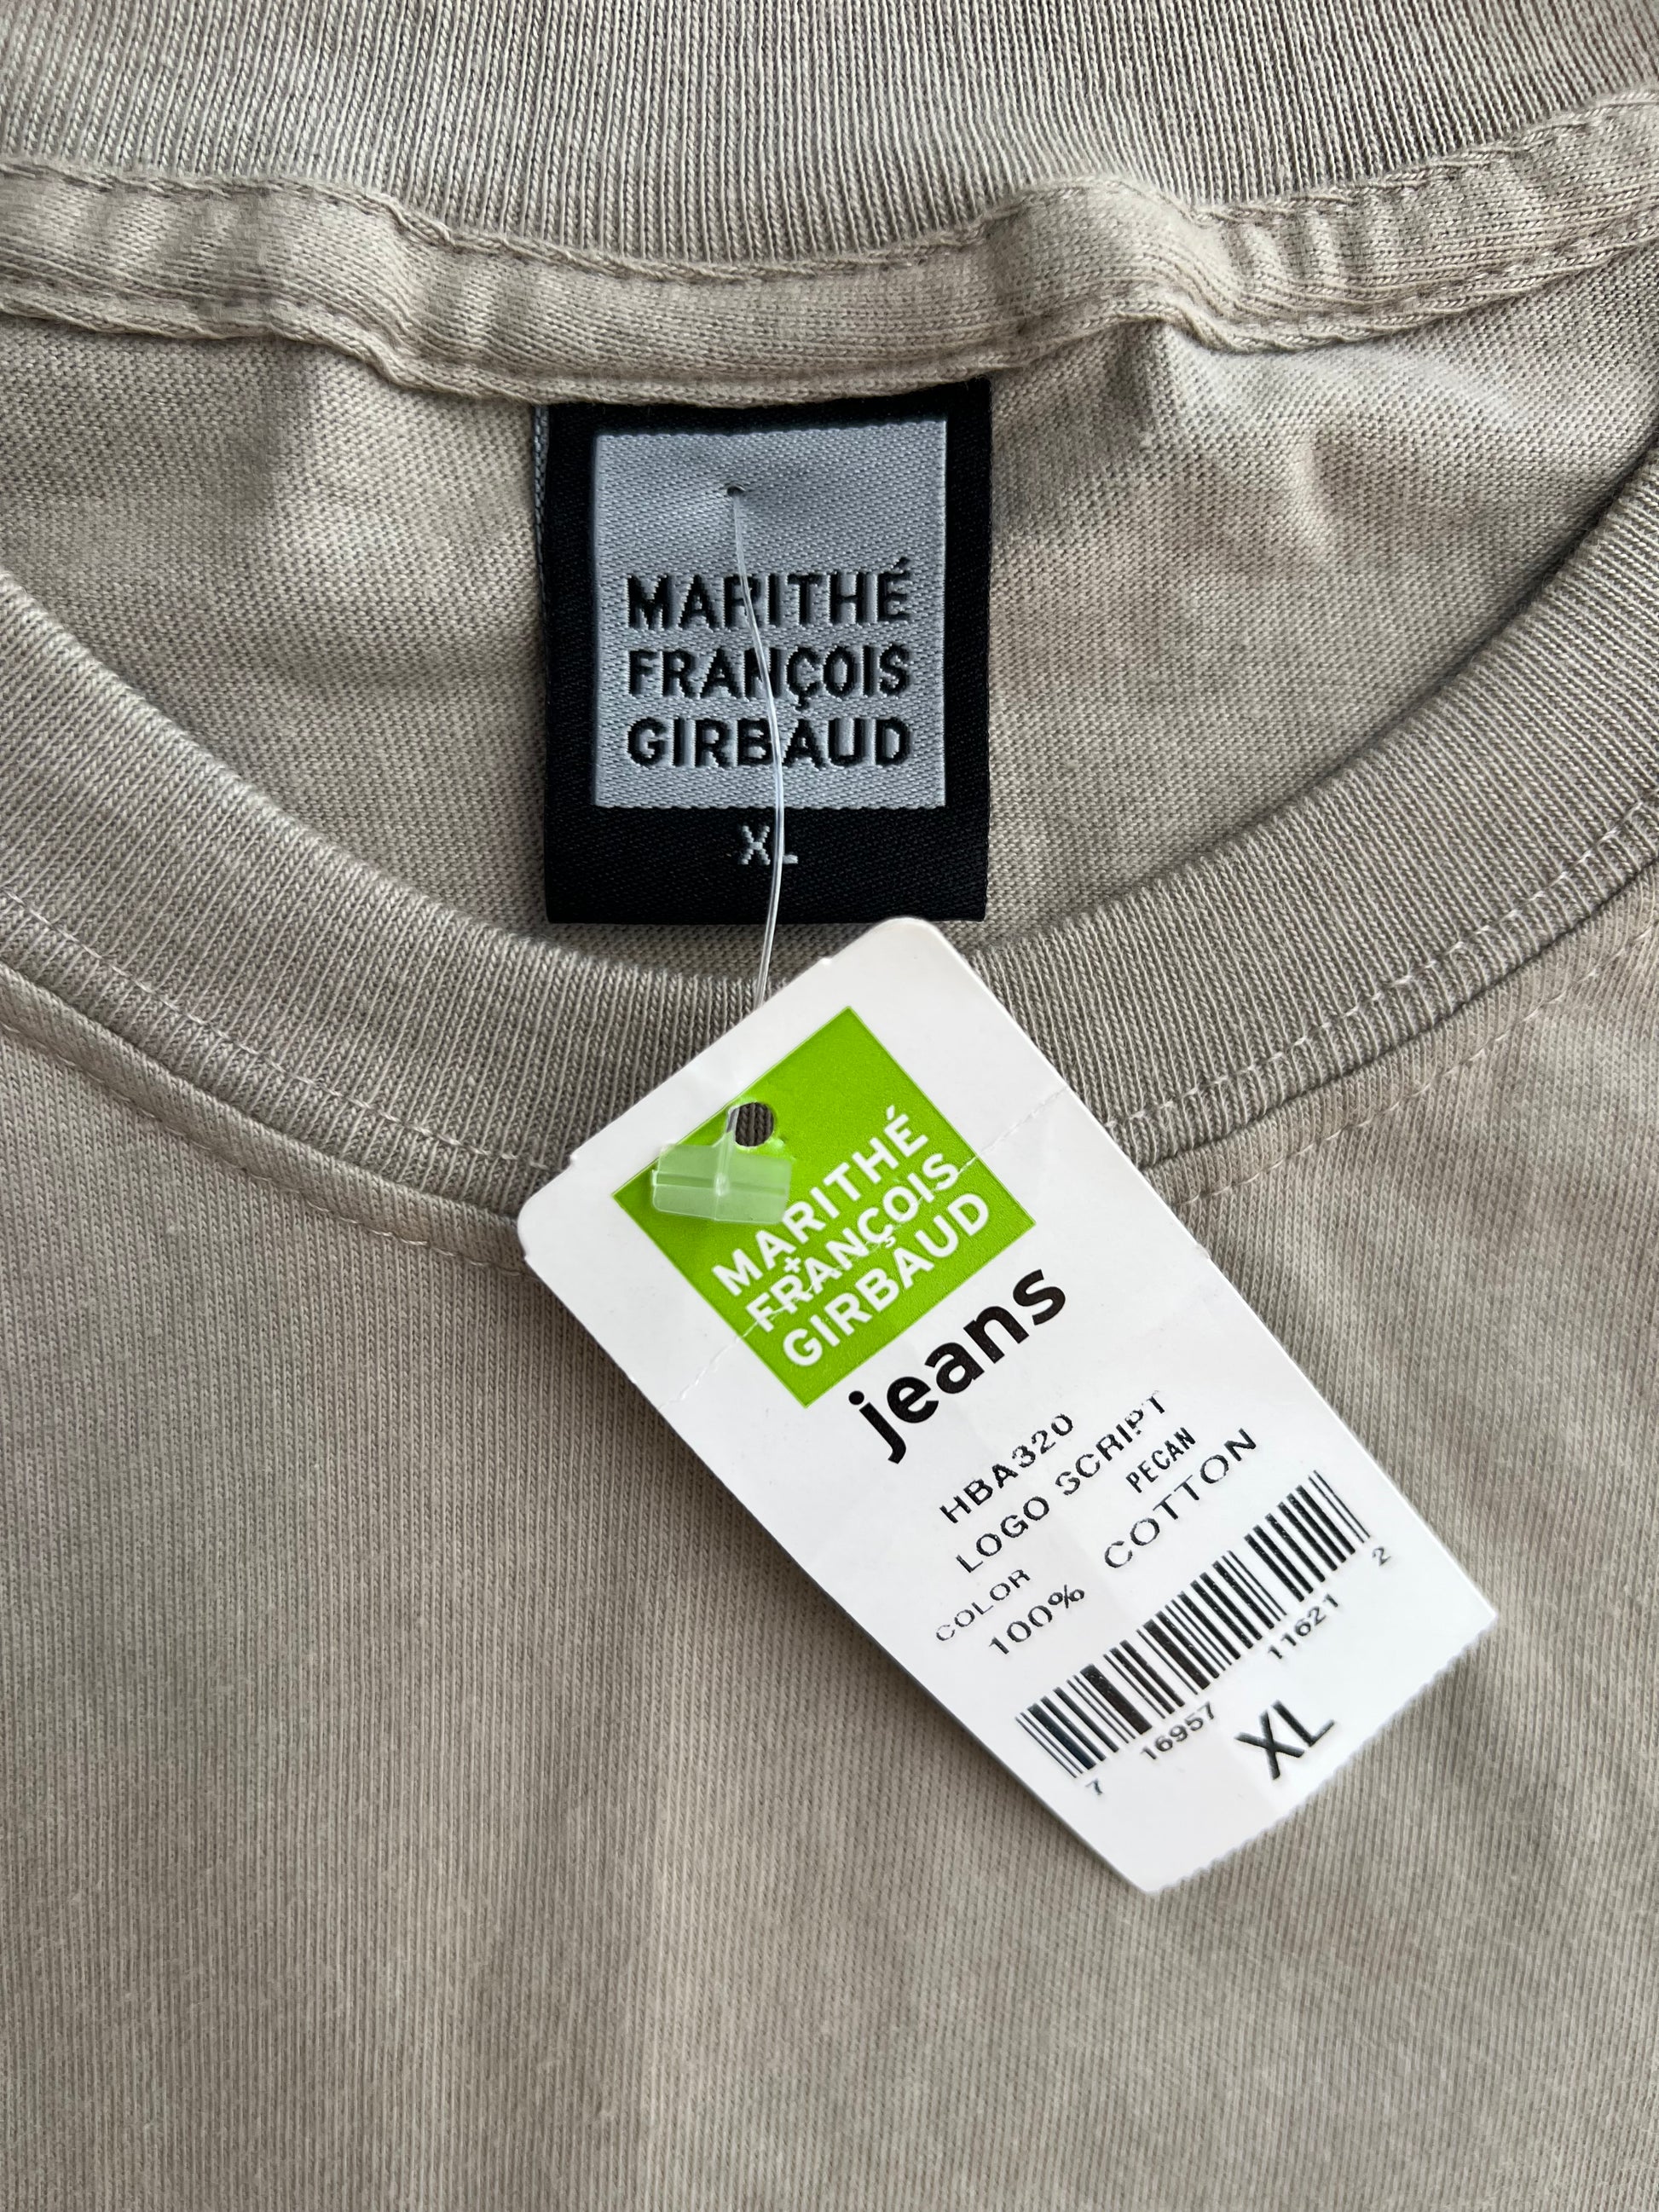 MARITHÉ
FRANÇOIS
GIRBAUD
XL
MARITHÉ
+
FRANÇOIS
GIRBAUD
jeans
HBA320
LOGO SCRIPT
COLOR PECAN
100% COTTON
7 16957 11621 2
XL